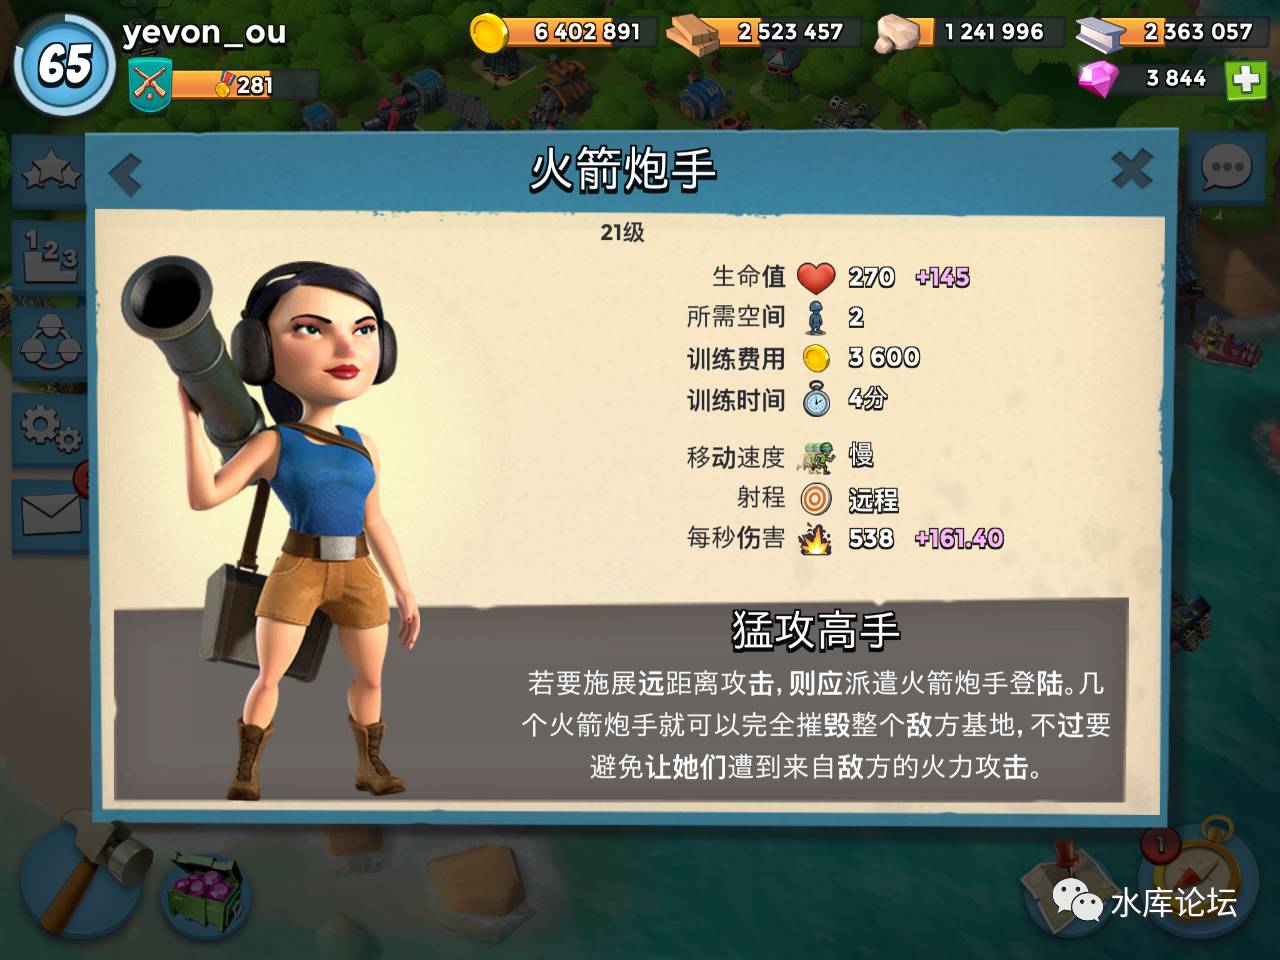 65
yevon_ou
281
6 402 891
2 523 457
1 241 996
2 363 057
3 844
火箭炮手
21级
生命值 270 +145
所需空间 2
训练费用 3 600
训练时间 4分
移动速度 慢
射程 远程
每秒伤害 538 +161.40
猛攻高手
若要施展远距离攻击,则应派遣火箭炮手登陆。几
个火箭炮手就可以完全摧毁整个敌方基地,不过要
避免让她们遭到来自敌方的火力攻击。
1 2 3
1
水库论坛